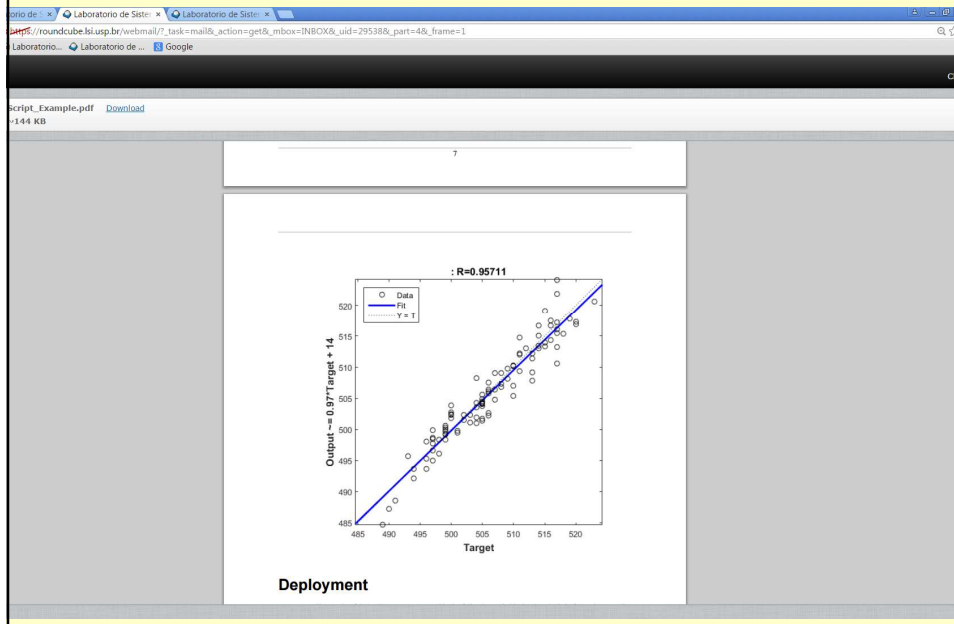 orio de S
Laboratorio de Sister
Laboratorio de Sister
https://roundcube.lsi.usp.br/webmail/?_task=mail&_action=get&_mbox=INBOX&_uid=29538&_part=4&_frame=1
Laboratorio...
Laboratorio de ...
Google
Script_Example.pdf Download
~144 KB
7
: R=0.95711
Data
Fit
Y = T
Output ~= 0.97*Target + 14
520
515
510
505
500
495
490
485
485 490 495 500 505 510 515 520
Target
Deployment